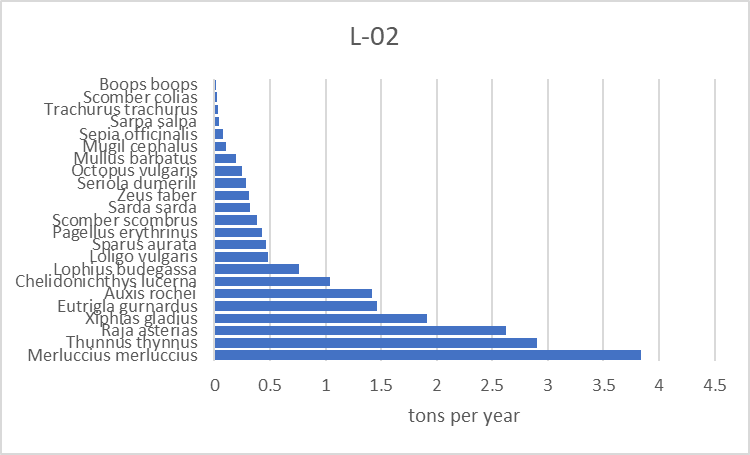 L-02
Boops boops
Scomber colias
Trachurus trachurus
Sarpa salpa
Sepia officinalis
Mugil cephalus
Mullus barbatus
Octopus vulgaris
Seriola dumerili
Zeus faber
Sarda sarda
Scomber scombrus
Pagellus erythrinus
Sparus aurata
Loligo vulgaris
Lophius budegassa
Chelidonichthys lucerna
Auxis rochei
Eutrigla gurnardus
Xiphias gladius
Raja asterias
Thunnus thynnus
Merluccius merluccius
0 0.5 1 1.5 2 2.5 3 3.5 4 4.5
tons per year